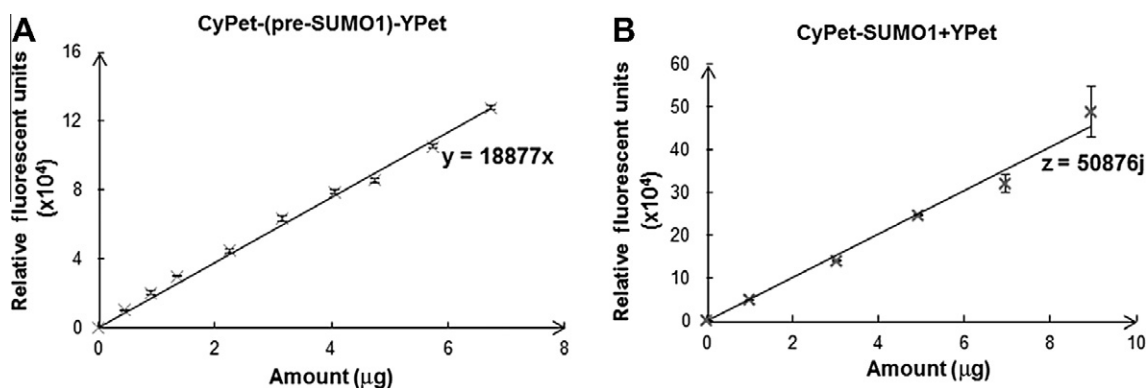 A
CyPet-(pre-SUMO1)-YPet
Relative fluorescent units
(x10⁴)
16
12
8
4
0
y = 18877x
0 2 4 6 8
Amount (μg)
B
CyPet-SUMO1+YPet
Relative fluorescent units
(x10⁴)
60
50
40
30
20
10
0
z = 50876j
0 2 4 6 8 10
Amount (μg)